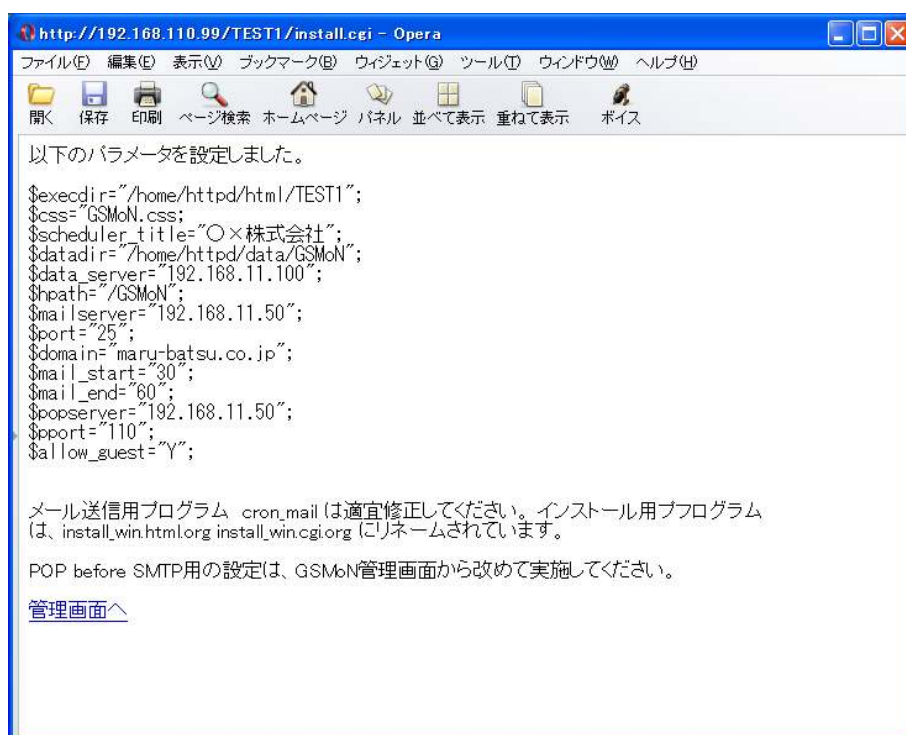 http://192.168.110.99/TEST1/install.cgi - Opera
ファイル(F) 編集(E) 表示(V) ブックマーク(B) ウィジェット(G) ツール(T) ウィンドウ(W) ヘルプ(H)
開く 保存 印刷 ページ検索 ホームページ パネル 並べて表示 重ねて表示 ボイス
以下のパラメータを設定しました。
$execdir="/home/httpd/html/TEST1";
$css="GSMoN.css;
$scheduler_title="○×株式会社";
$datadir="/home/httpd/data/GSMoN";
$data_server="192.168.11.100";
$hpath="/GSMoN";
$mailserver="192.168.11.50";
$port="25";
$domain="maru-batsu.co.jp";
$mail_start="30";
$mail_end="60";
$popserver="192.168.11.50";
$pport="110";
$allow_guest="Y";
メール送信用プログラム cron_mail は適宜修正してください。インストール用プフログラム
は、install_win.html.org install_win.cgi.org にリネームされています。
POP before SMTP用の設定は、GSMoN管理画面から改めて実施してください。
管理画面へ